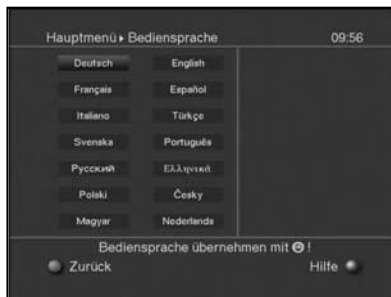 Hauptmenü ▸ Bediensprache 09:56
Deutsch English
Français Español
Italiano Türkçe
Svenska Português
Русский Ελληνικά
Polski Česky
Magyar Nederlands
Bediensprache übernehmen mit OK !
Zurück Hilfe